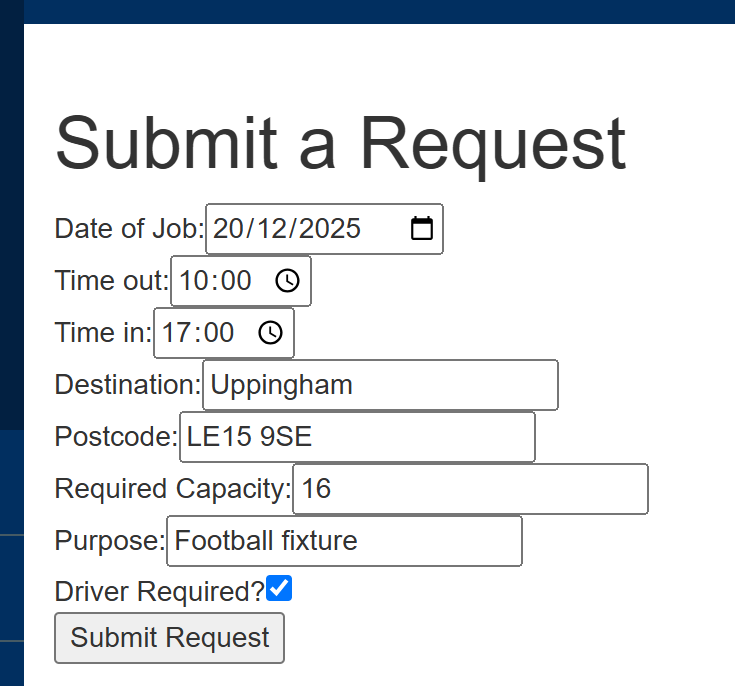 Submit a Request
Date of Job: 20/12/2025
Time out: 10:00
Time in: 17:00
Destination: Uppingham
Postcode: LE15 9SE
Required Capacity: 16
Purpose: Football fixture
Driver Required?
Submit Request